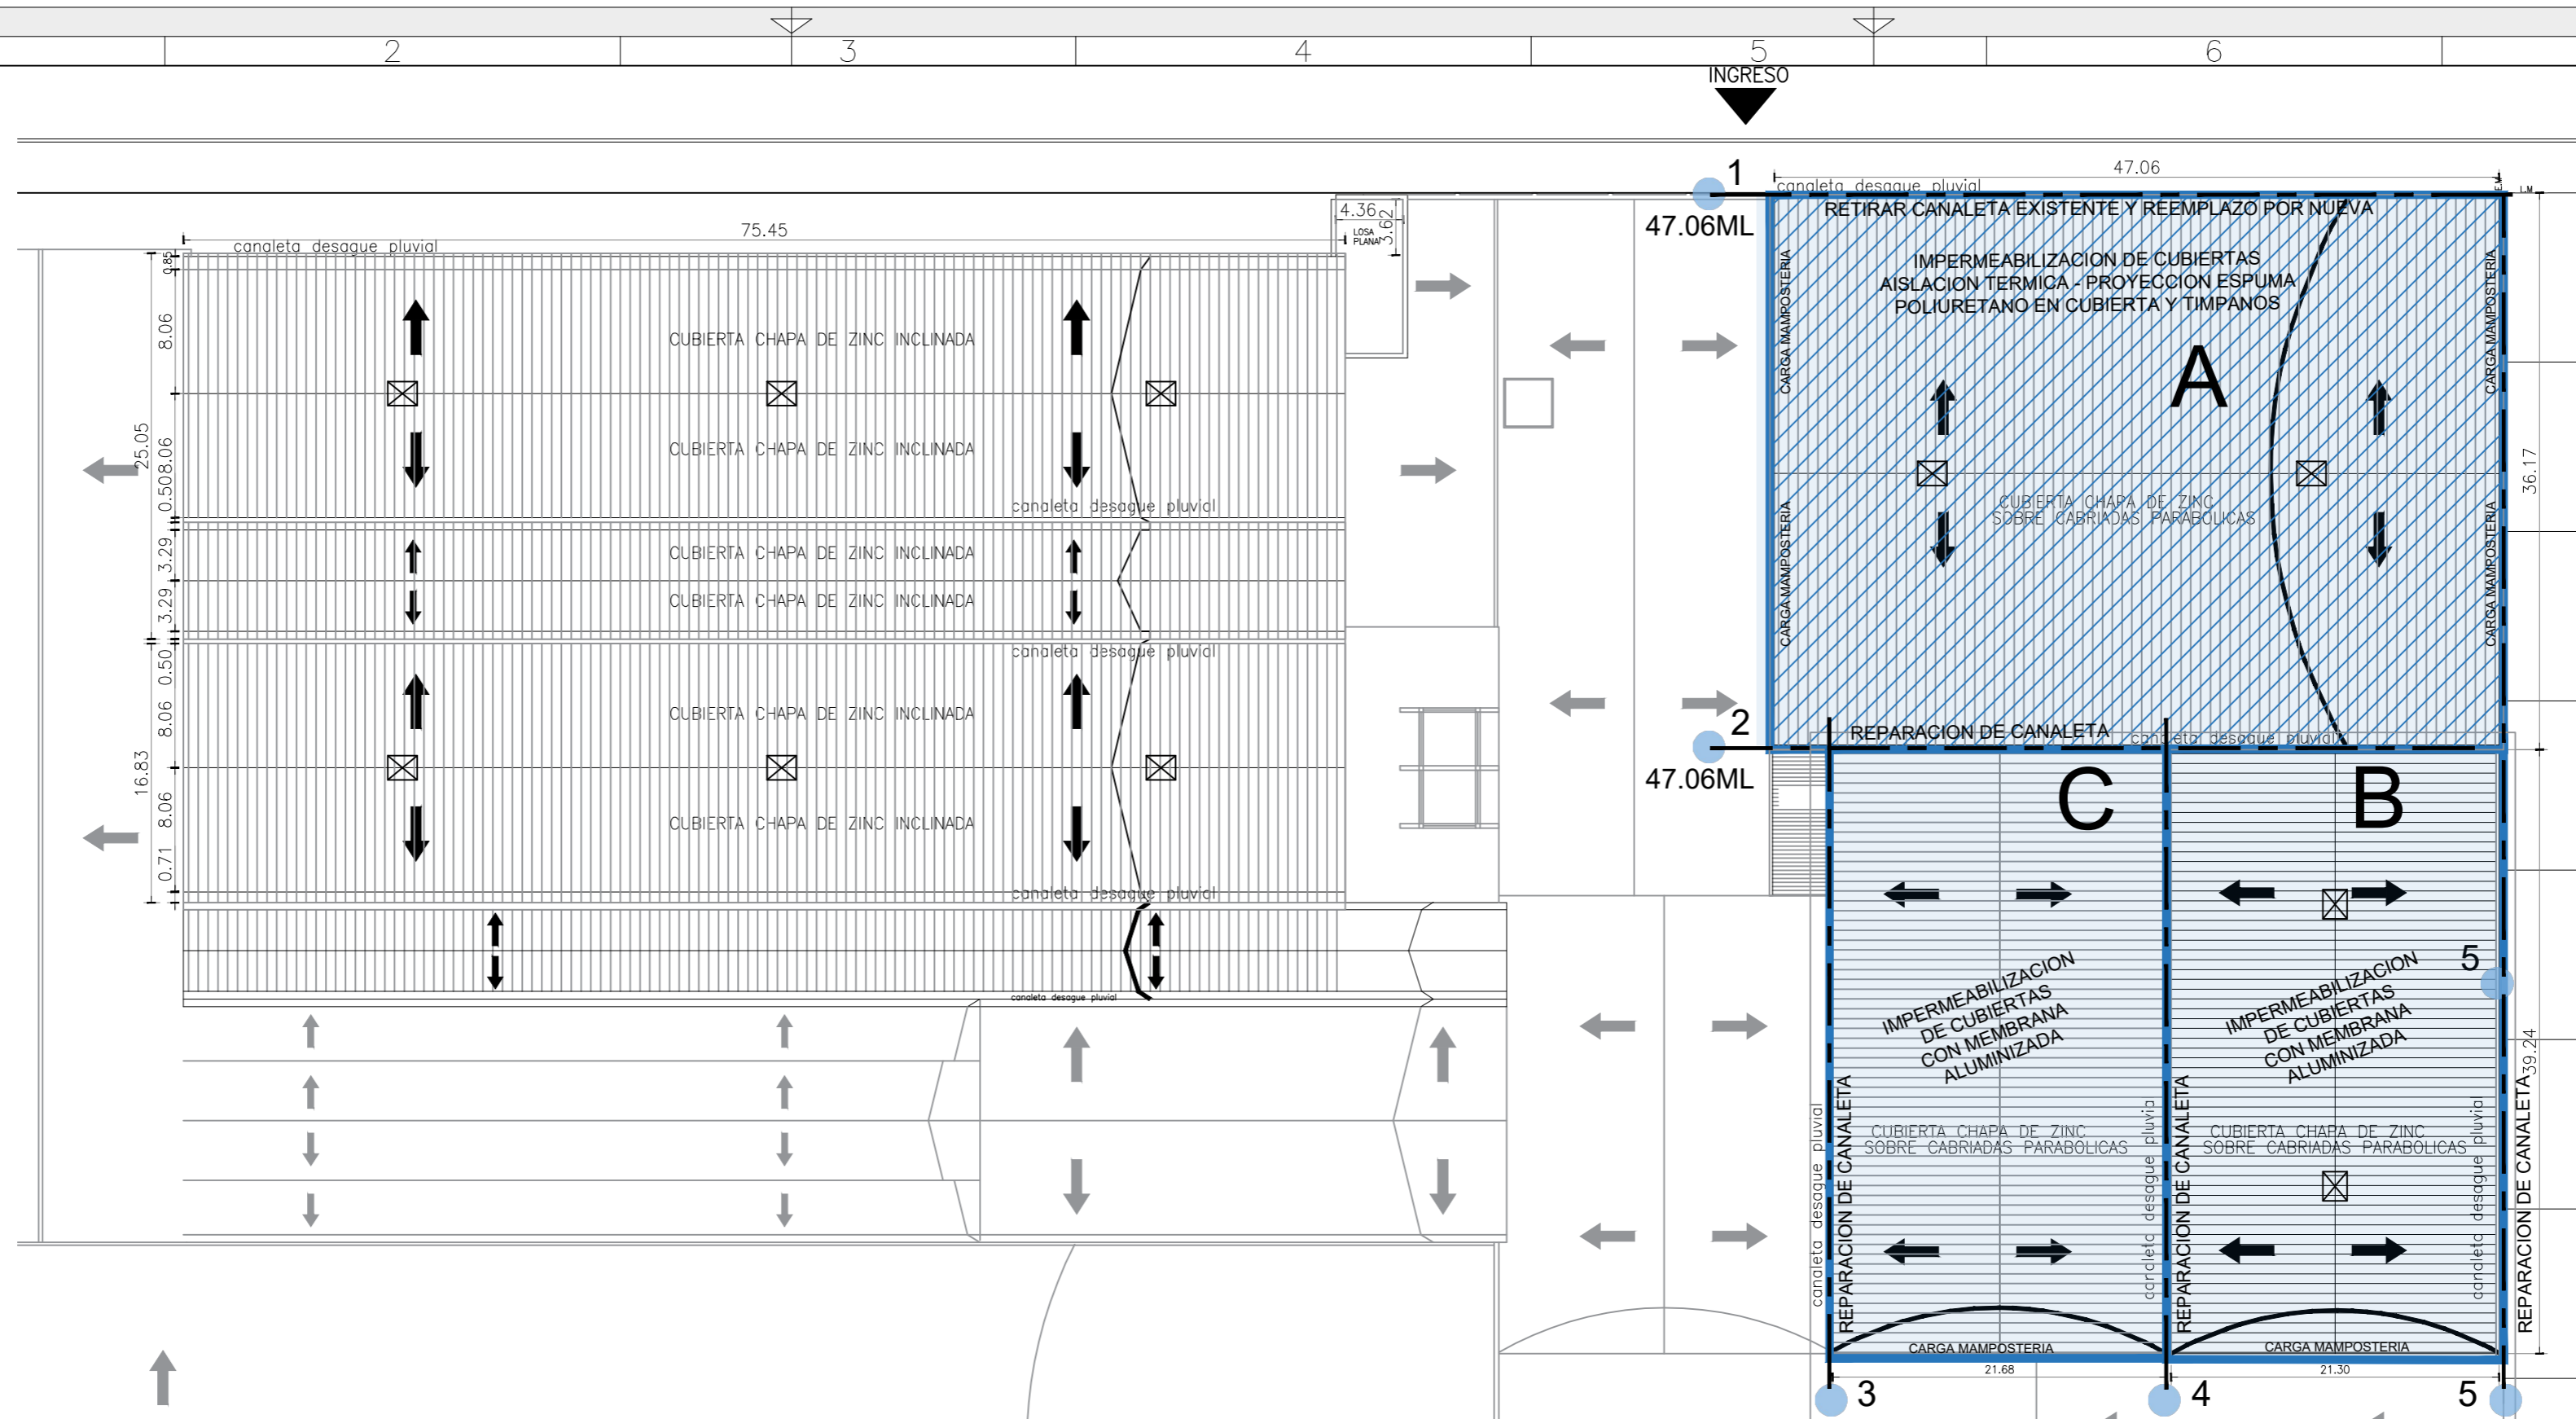 2
3
4
5
6
INGRESO
1
47.06ML
47.06
canaleta desague pluvial
E.M
L.M
RETIRAR CANALETA EXISTENTE Y REEMPLAZO POR NUEVA
IMPERMEABILIZACION DE CUBIERTAS
AISLACION TERMICA - PROYECCION ESPUMA
POLIURETANO EN CUBIERTA Y TIMPANOS
CARGA MAMPOSTERIA
CARGA MAMPOSTERIA
A
CUBIERTA CHAPA DE ZINC
SOBRE CABRIADAS PARABOLICAS
CARGA MAMPOSTERIA
CARGA MAMPOSTERIA
36.17
4.36
3.62
LOSA
PLANA
75.45
canaleta desague pluvial
0.85
8.06
CUBIERTA CHAPA DE ZINC INCLINADA
25.05
8.06
CUBIERTA CHAPA DE ZINC INCLINADA
0.50
canaleta desague pluvial
3.29
CUBIERTA CHAPA DE ZINC INCLINADA
3.29
CUBIERTA CHAPA DE ZINC INCLINADA
0.50
canaleta desague pluvial
8.06
CUBIERTA CHAPA DE ZINC INCLINADA
16.83
8.06
CUBIERTA CHAPA DE ZINC INCLINADA
0.71
canaleta desague pluvial
canaleta desague pluvial
2
47.06ML
REPARACION DE CANALETA
canaleta desague pluvial
C
B
5
IMPERMEABILIZACION
DE CUBIERTAS
CON MEMBRANA
ALUMINIZADA
IMPERMEABILIZACION
DE CUBIERTAS
CON MEMBRANA
ALUMINIZADA
39.24
canaleta desague pluvial
REPARACION DE CANALETA
CUBIERTA CHAPA DE ZINC
SOBRE CABRIADAS PARABOLICAS
canaleta desague pluvia
REPARACION DE CANALETA
CUBIERTA CHAPA DE ZINC
SOBRE CABRIADAS PARABOLICAS
canaleta desague pluvial
REPARACION DE CANALETA
CARGA MAMPOSTERIA
CARGA MAMPOSTERIA
21.68
21.30
3
4
5